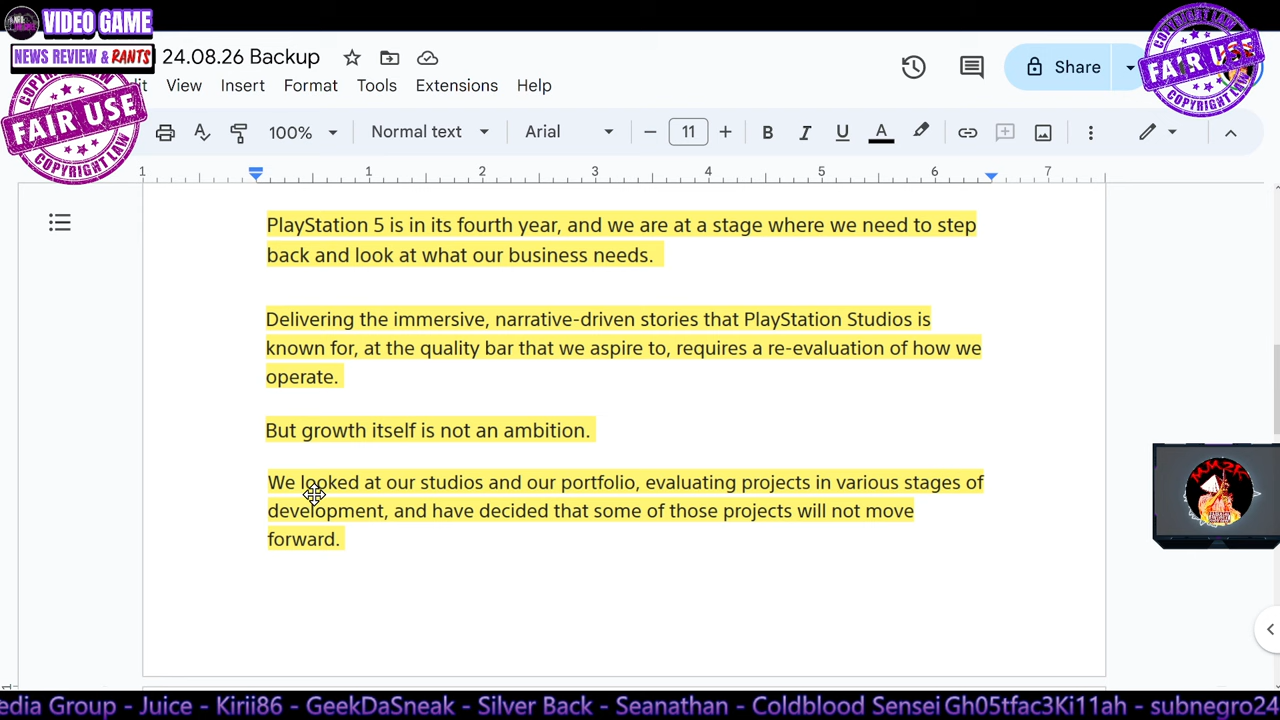 VIDEO GAME
NEWS REVIEW & RANTS
24.08.26 Backup
Share
View Insert Format Tools Extensions Help
100% Normal text Arial 11
1 1 2 3 4 5 6 7
COPYRIGHT LAW
FAIR USE
COPYRIGHT LAW
COPYRIGHT LAW
FAIR USE
COPYRIGHT LAW
PlayStation 5 is in its fourth year, and we are at a stage where we need to step
back and look at what our business needs.
Delivering the immersive, narrative-driven stories that PlayStation Studios is
known for, at the quality bar that we aspire to, requires a re-evaluation of how we
operate.
But growth itself is not an ambition.
We looked at our studios and our portfolio, evaluating projects in various stages of
development, and have decided that some of those projects will not move
forward.
MM2K
edia Group - Juice - Kirii86 - GeekDaSneak - Silver Back - Seanathan - Coldblood Sensei Gh05tfac3Ki11ah - subnegro24